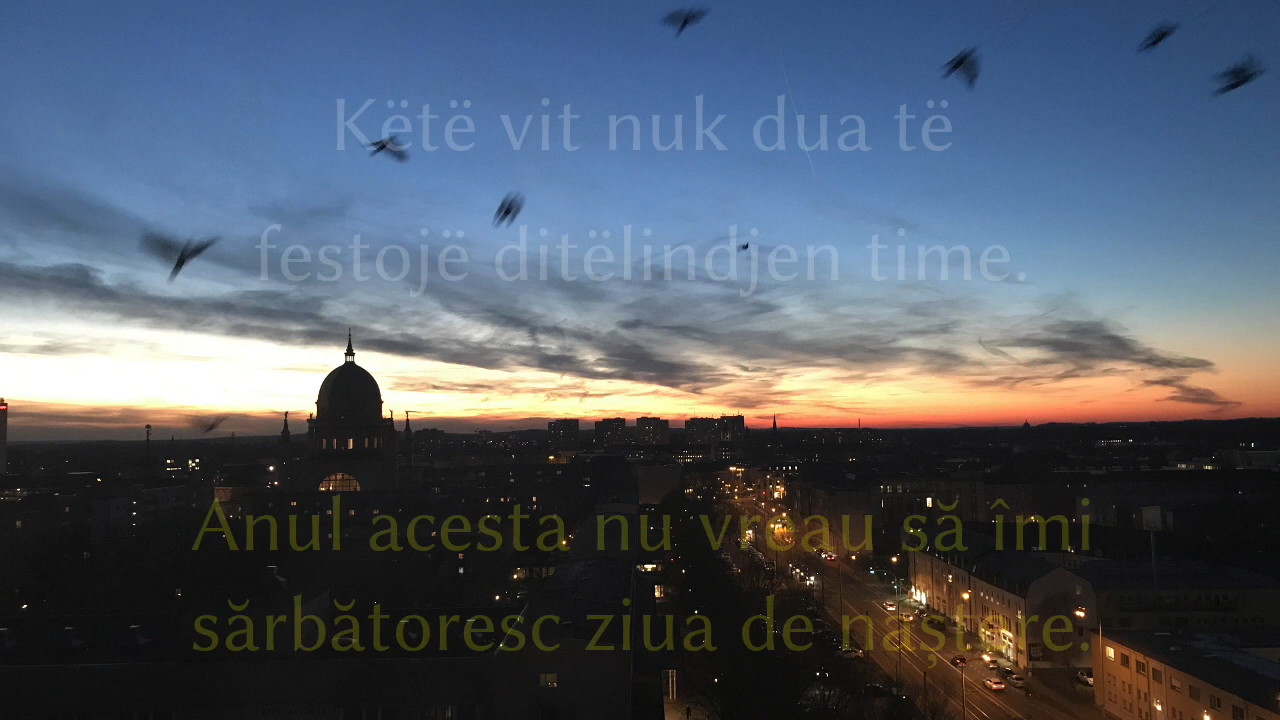 Këtë vit nuk dua të
festojë ditëlindjen time.
Anul acesta nu vreau să îmi
sărbătoresc ziua de naștere.